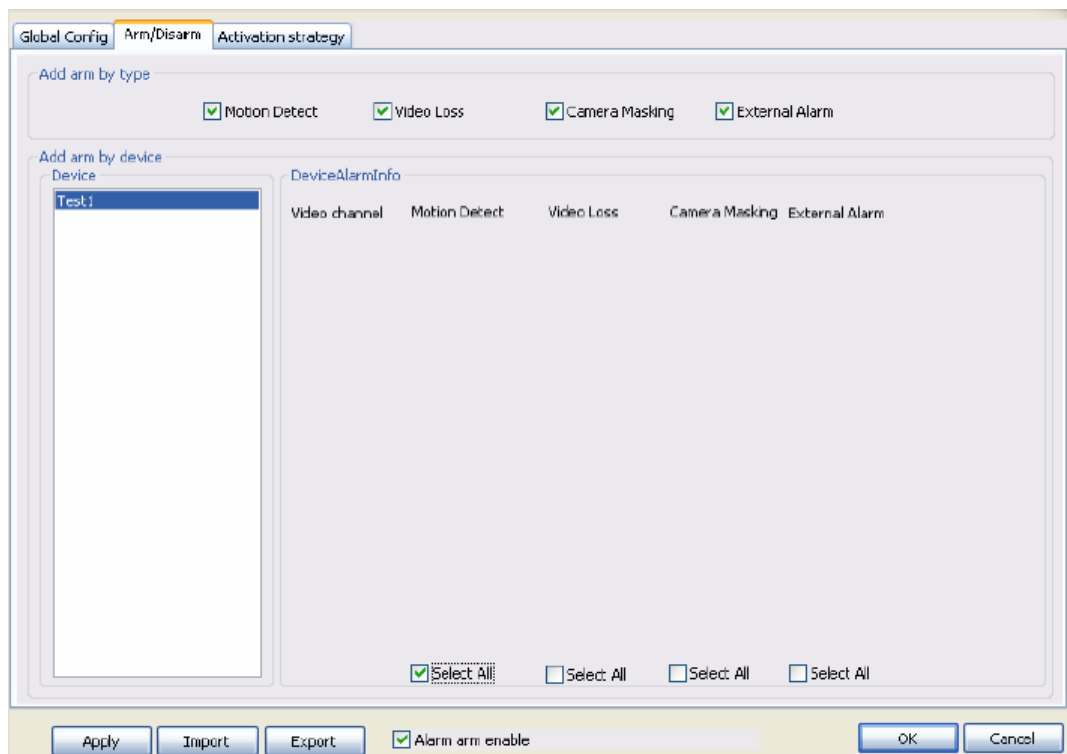 Global Config Arm/Disarm Activation strategy
Add arm by type
Motion Detect Video Loss Camera Masking External Alarm
Add arm by device
Device DeviceAlarmInfo
Test1
Video channel Motion Detect Video Loss Camera Masking External Alarm
Select All Select All Select All Select All
Apply Import Export Alarm arm enable OK Cancel